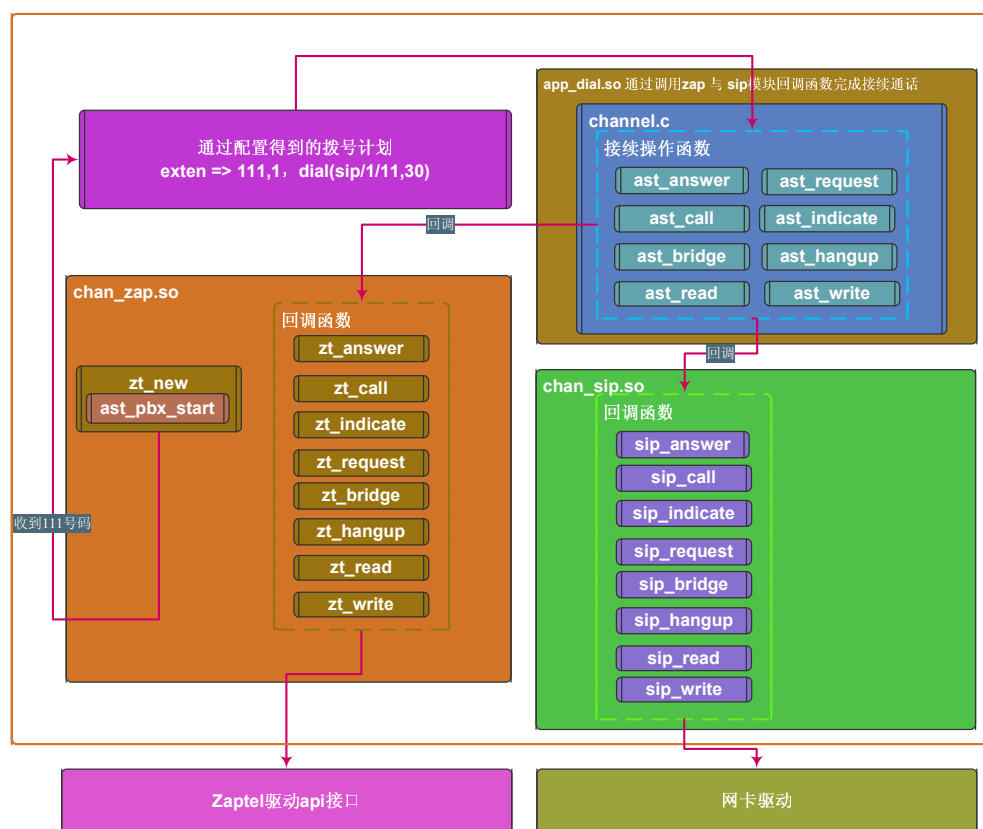 app_dial.so 通过调用zap 与 sip模块回调函数完成接续通话
channel.c
接续操作函数
ast_answer
ast_request
ast_call
ast_indicate
ast_bridge
ast_hangup
ast_read
ast_write
通过配置得到的拨号计划
exten => 111,1，dial(sip/1/11,30)
回调
回调
chan_zap.so
回调函数
zt_answer
zt_call
zt_indicate
zt_request
zt_bridge
zt_hangup
zt_read
zt_write
zt_new
ast_pbx_start
收到111号码
chan_sip.so
回调函数
sip_answer
sip_call
sip_indicate
sip_request
sip_bridge
sip_hangup
sip_read
sip_write
Zaptel驱动api接口
网卡驱动